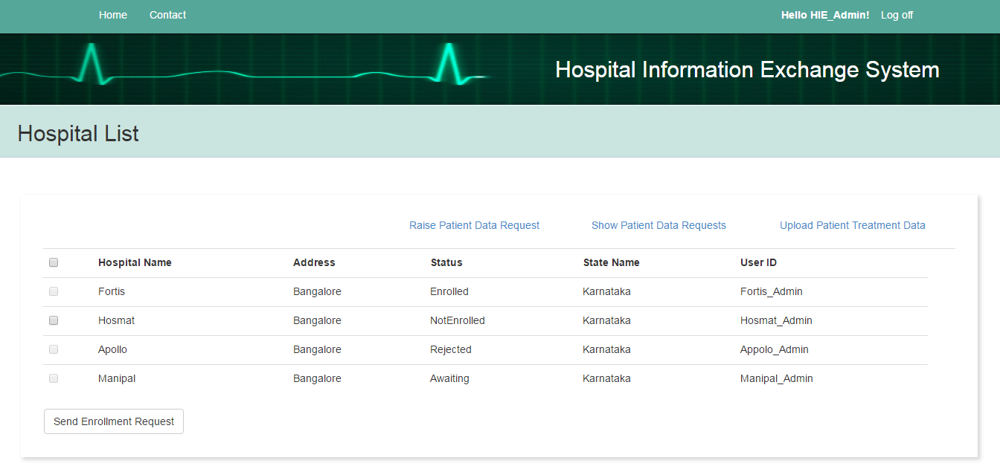 Home Contact Hello HIE_Admin! Log off
Hospital Information Exchange System
Hospital List
Raise Patient Data Request Show Patient Data Requests Upload Patient Treatment Data
Hospital Name Address Status State Name User ID
Fortis Bangalore Enrolled Karnataka Fortis_Admin
Hosmat Bangalore NotEnrolled Karnataka Hosmat_Admin
Apollo Bangalore Rejected Karnataka Appolo_Admin
Manipal Bangalore Awaiting Karnataka Manipal_Admin
Send Enrollment Request